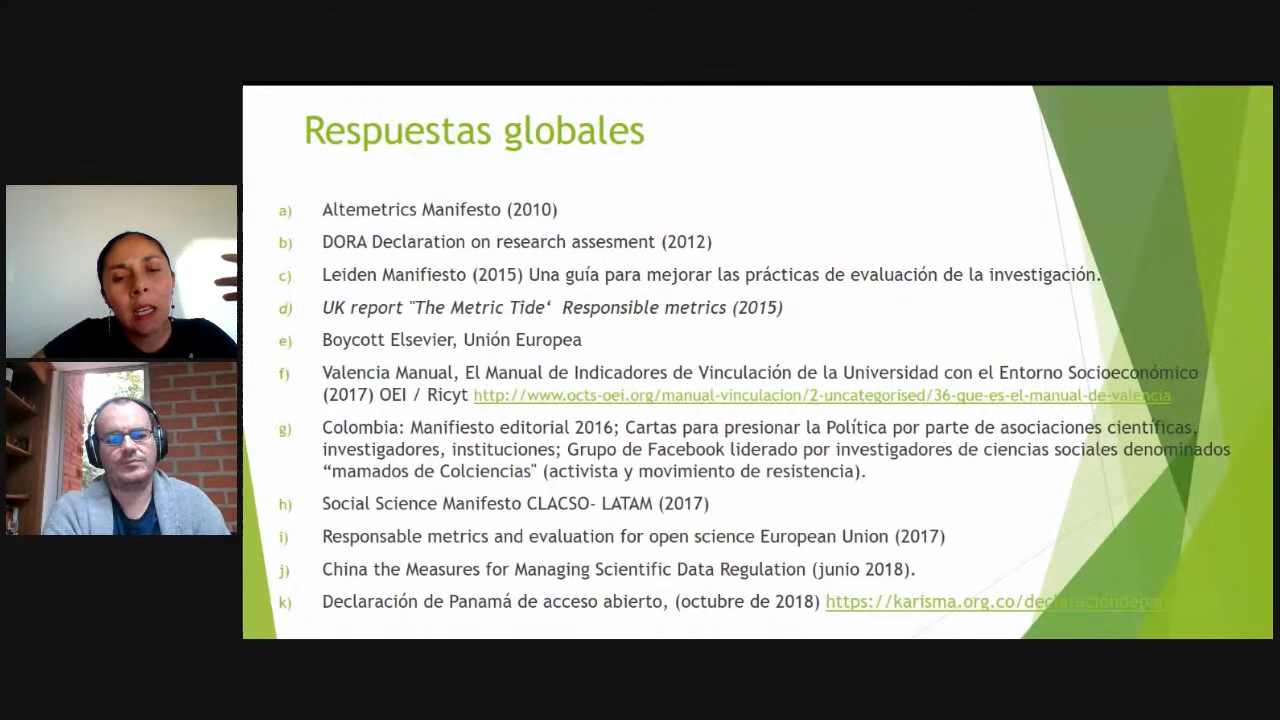 Respuestas globales
a) Altemetrics Manifesto (2010)
b) DORA Declaration on research assesment (2012)
c) Leiden Manifiesto (2015) Una guía para mejorar las prácticas de evaluación de la investigación.
d) UK report "The Metric Tide‘ Responsible metrics (2015)
e) Boycott Elsevier, Unión Europea
f) Valencia Manual, El Manual de Indicadores de Vinculación de la Universidad con el Entorno Socioeconómico
(2017) OEI / Ricyt http://www.octs-oei.org/manual-vinculacion/2-uncategorised/36-que-es-el-manual-de-valencia
g) Colombia: Manifiesto editorial 2016; Cartas para presionar la Política por parte de asociaciones científicas,
investigadores, instituciones; Grupo de Facebook liderado por investigadores de ciencias sociales denominados
“mamados de Colciencias" (activista y movimiento de resistencia).
h) Social Science Manifesto CLACSO- LATAM (2017)
i) Responsable metrics and evaluation for open science European Union (2017)
j) China the Measures for Managing Scientific Data Regulation (junio 2018).
k) Declaración de Panamá de acceso abierto, (octubre de 2018)